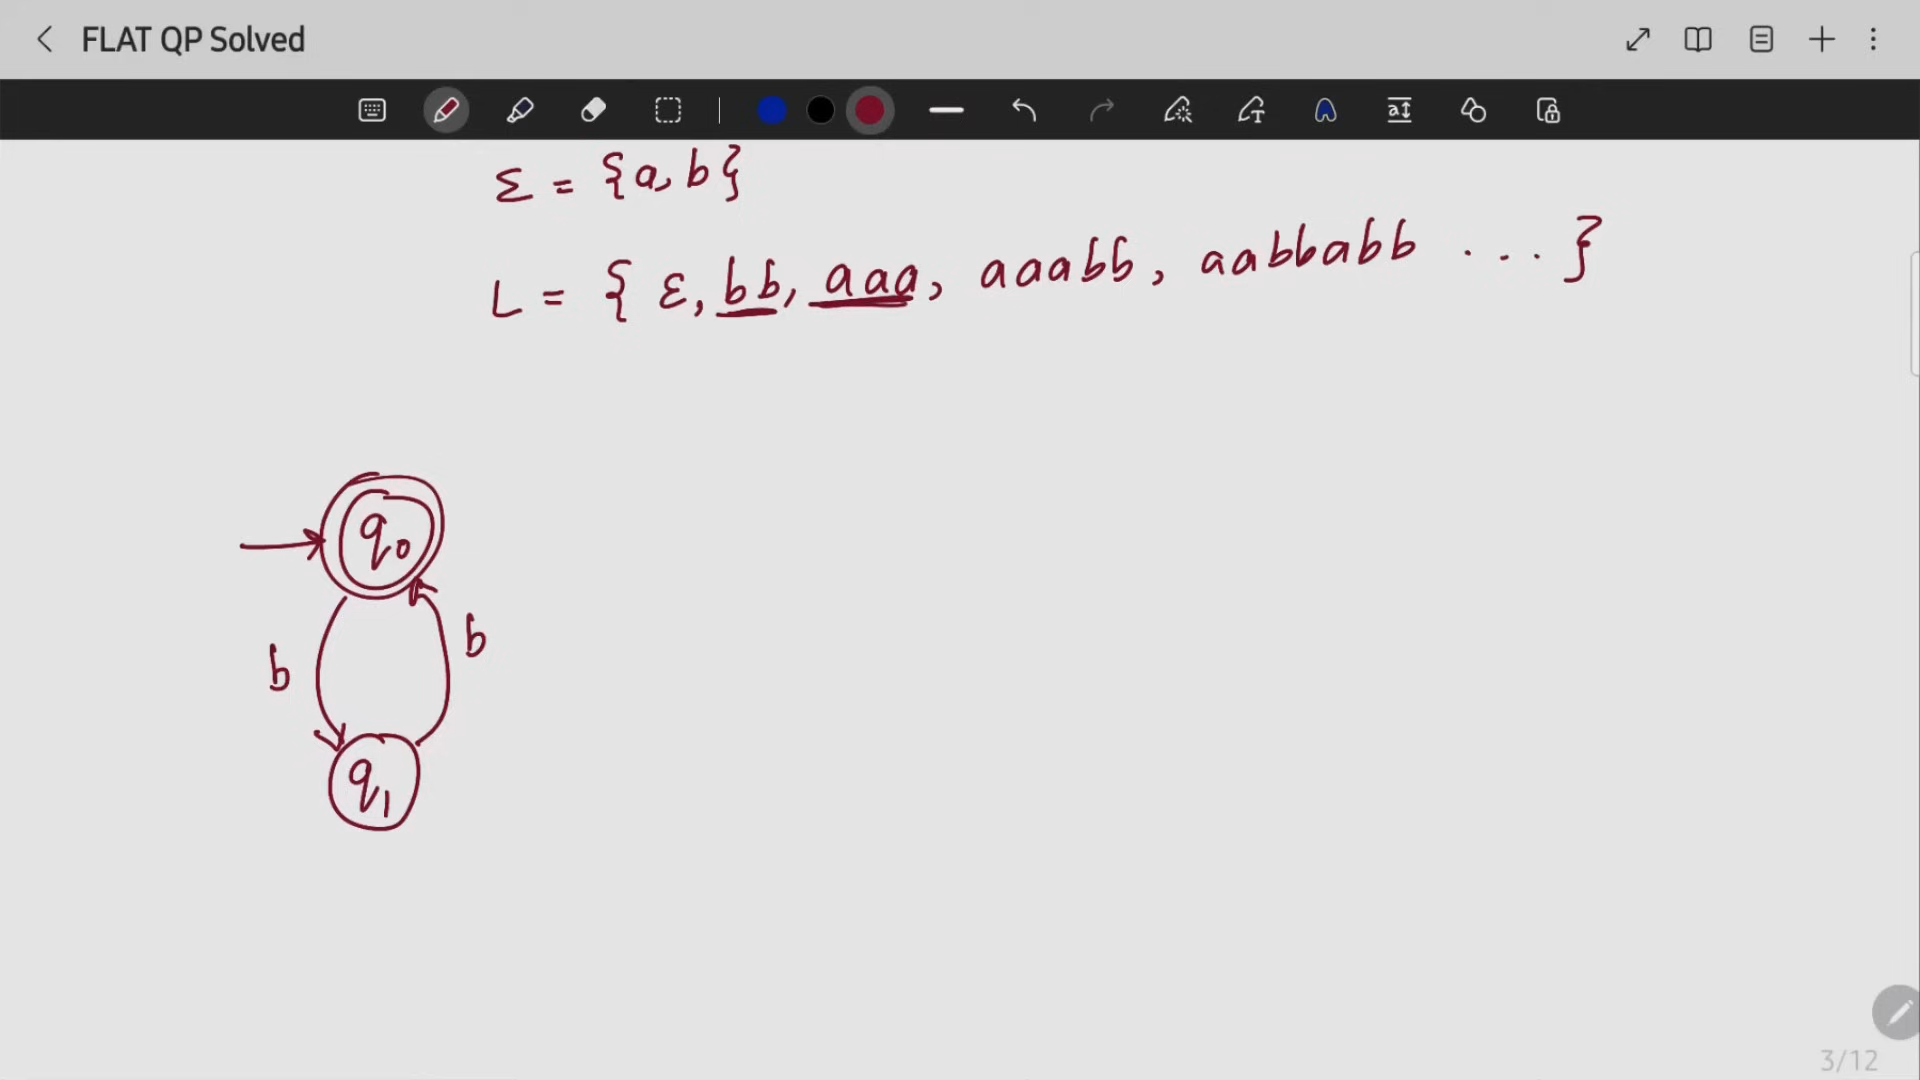 FLAT QP Solved
Σ = {a, b}
L = { ε, bb, aaa, aaabb, aabbabb ... }
q0
b
b
q1
3/12